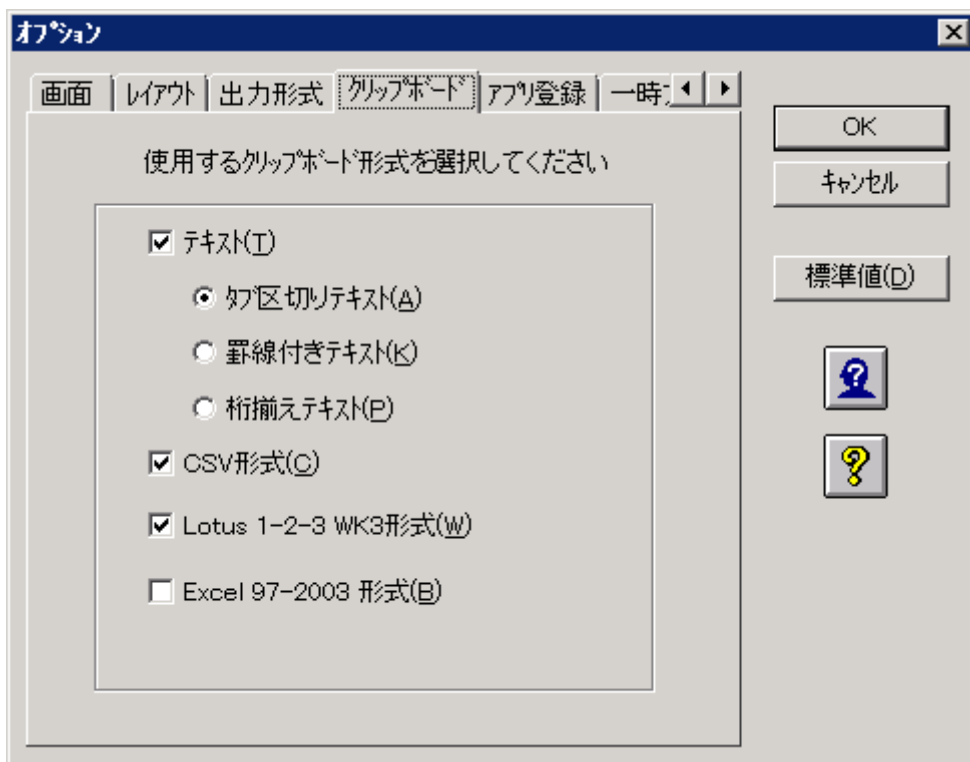 オプション
画面 レイアウト 出力形式 クリップボード アプリ登録 一時
OK
使用するクリップボード形式を選択してください
キャンセル
テキスト(T)
標準値(D)
タブ区切りテキスト(A)
罫線付きテキスト(K)
桁揃えテキスト(P)
CSV形式(C)
Lotus 1-2-3 WK3形式(W)
Excel 97-2003 形式(B)